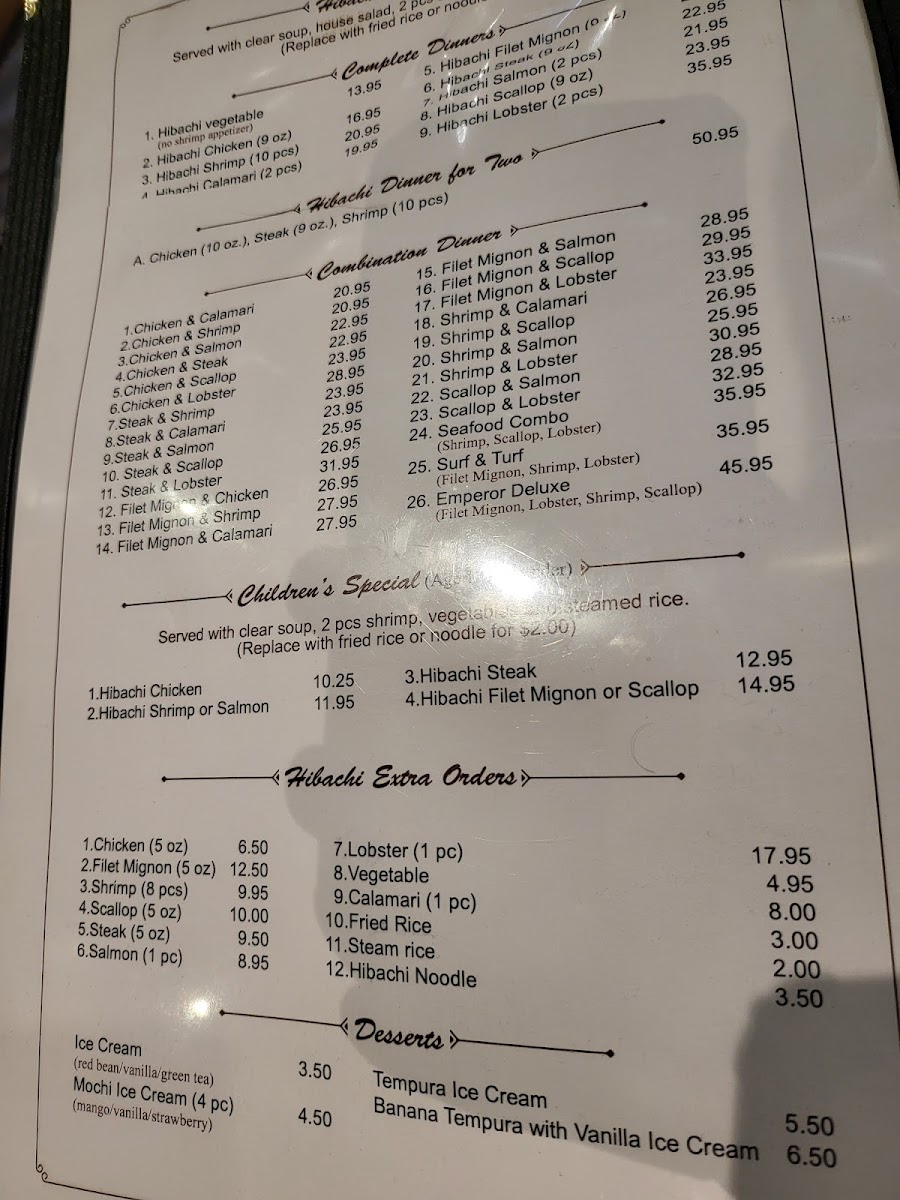 Served with clear soup, house salad, 2 pcs
(Replace with fried rice or noodle
Complete Dinners
1. Hibachi vegetable 13.95
(no shrimp appetizer)
2. Hibachi Chicken (9 oz) 16.95
3. Hibachi Shrimp (10 pcs) 20.95
4. Hibachi Calamari (2 pcs) 19.95
5. Hibachi Filet Mignon
6. Hibachi Steak (9 oz) 22.95
7. Hibachi Salmon (2 pcs) 21.95
8. Hibachi Scallop (9 oz) 23.95
9. Hibachi Lobster (2 pcs) 35.95
Hibachi Dinner for Two
A. Chicken (10 oz.), Steak (9 oz.), Shrimp (10 pcs) 50.95
Combination Dinner
1.Chicken & Calamari 20.95
2.Chicken & Shrimp 20.95
3.Chicken & Salmon 22.95
4.Chicken & Steak 22.95
5.Chicken & Scallop 23.95
6.Chicken & Lobster 28.95
7.Steak & Shrimp 23.95
8.Steak & Calamari 23.95
9.Steak & Salmon 25.95
10. Steak & Scallop 26.95
11. Steak & Lobster 31.95
12. Filet Mignon & Chicken 26.95
13. Filet Mignon & Shrimp 27.95
14. Filet Mignon & Calamari 27.95
15. Filet Mignon & Salmon 28.95
16. Filet Mignon & Scallop 29.95
17. Filet Mignon & Lobster 33.95
18. Shrimp & Calamari 23.95
19. Shrimp & Scallop 26.95
20. Shrimp & Salmon 25.95
21. Shrimp & Lobster 30.95
22. Scallop & Salmon 28.95
23. Scallop & Lobster 32.95
24. Seafood Combo 35.95
(Shrimp, Scallop, Lobster)
25. Surf & Turf 35.95
(Filet Mignon, Shrimp, Lobster)
26. Emperor Deluxe 45.95
(Filet Mignon, Lobster, Shrimp, Scallop)
Children's Special
Served with clear soup, 2 pcs shrimp, steamed rice.
(Replace with fried rice or noodle for $2.00)
1.Hibachi Chicken 10.25
2.Hibachi Shrimp or Salmon 11.95
3.Hibachi Steak 12.95
4.Hibachi Filet Mignon or Scallop 14.95
Hibachi Extra Orders
1.Chicken (5 oz) 6.50
2.Filet Mignon (5 oz) 12.50
3.Shrimp (8 pcs) 9.95
4.Scallop (5 oz) 10.00
5.Steak (5 oz) 9.50
6.Salmon (1 pc) 8.95
7.Lobster (1 pc) 17.95
8.Vegetable 4.95
9.Calamari (1 pc) 8.00
10.Fried Rice 3.00
11.Steam rice 2.00
12.Hibachi Noodle 3.50
Desserts
Ice Cream 3.50
(red bean/vanilla/green tea)
Mochi Ice Cream (4 pc) 4.50
(mango/vanilla/strawberry)
Tempura Ice Cream 5.50
Banana Tempura with Vanilla Ice Cream 6.50